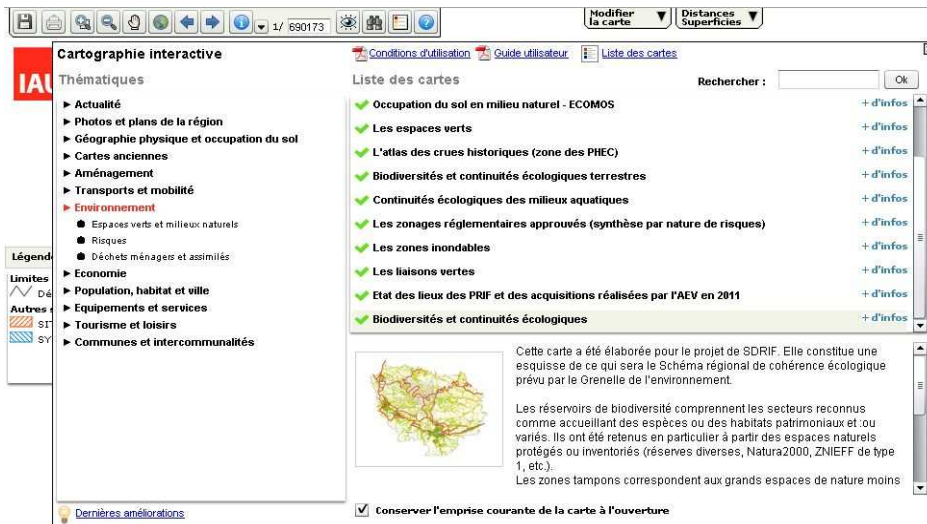 1/ 690173
Modifier
la carte
Distances
Superficies
IAU
Cartographie interactive
Conditions d'utilisation
Guide utilisateur
Liste des cartes
Thématiques
Liste des cartes
Rechercher :
Ok
Actualité
Photos et plans de la région
Géographie physique et occupation du sol
Cartes anciennes
Aménagement
Transports et mobilité
Environnement
Espaces verts et milieux naturels
Risques
Déchets ménagers et assimilés
Economie
Population, habitat et ville
Equipements et services
Tourisme et loisirs
Communes et intercommunalités
Occupation du sol en milieu naturel - ECOMOS + d'infos
Les espaces verts + d'infos
L'atlas des crues historiques (zone des PHEC) + d'infos
Biodiversités et continuités écologiques terrestres + d'infos
Continuités écologiques des milieux aquatiques + d'infos
Les zonages réglementaires approuvés (synthèse par nature de risques) + d'infos
Les zones inondables + d'infos
Les liaisons vertes + d'infos
Etat des lieux des PRIF et des acquisitions réalisées par l'AEV en 2011 + d'infos
Biodiversités et continuités écologiques + d'infos
Légend
Limites
Dé
Autres s
SIT
SY
Cette carte a été élaborée pour le projet de SDRIF. Elle constitue une
esquisse de ce qui sera le Schéma régional de cohérence écologique
prévu par le Grenelle de l'environnement.
Les réservoirs de biodiversité comprennent les secteurs reconnus
comme accueillant des espèces ou des habitats patrimoniaux et :ou
variés. Ils ont été retenus en particulier à partir des espaces naturels
protégés ou inventoriés (réserves diverses, Natura2000, ZNIEFF de type
1, etc.).
Les zones tampons correspondent aux grands espaces de nature moins
Dernières améliorations
Conserver l'emprise courante de la carte à l'ouverture